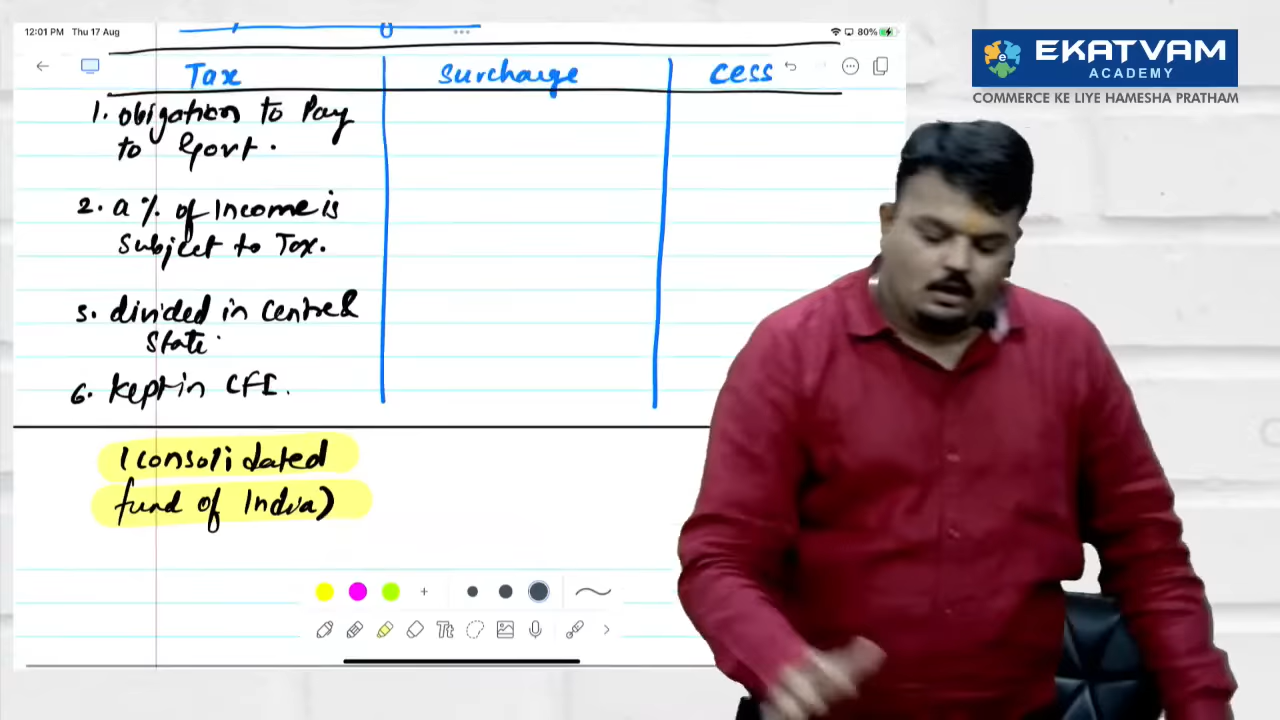 12:01 PM Thu 17 Aug
80%
EKATVAM
ACADEMY
COMMERCE KE LIYE HAMESHA PRATHAM
Tax surcharge cess
1. obligation to Pay
to Govt.
2. a % of Income is
subject to Tax.
5. divided in Centre &
State.
6. kept in CFI.
(Consolidated
fund of India)
Tt